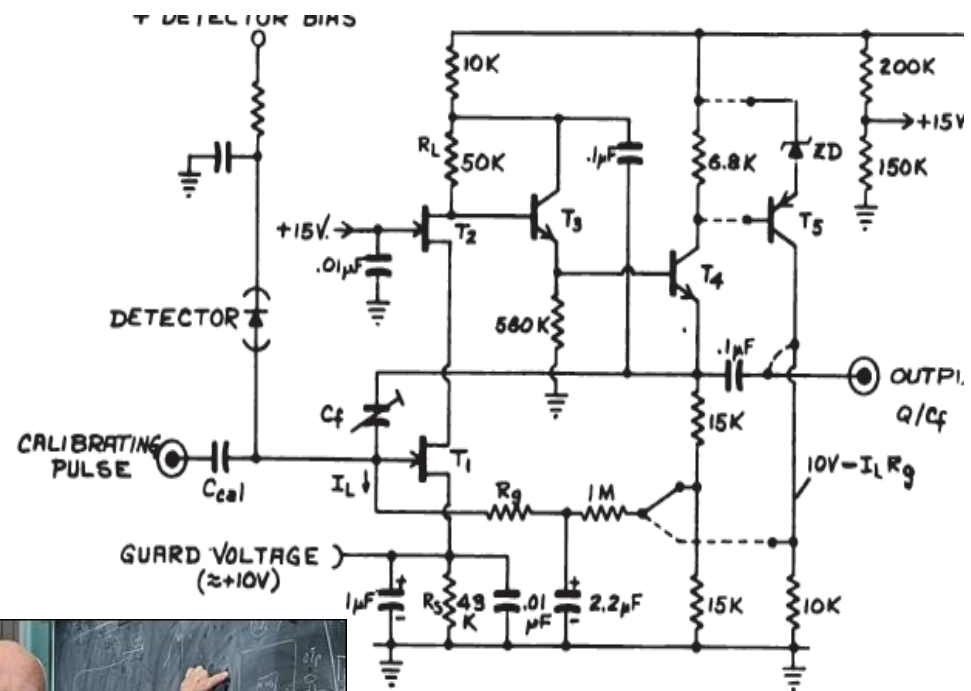 + DETECTOR BIAS
10K
200K
RL
50K
.1µF
6.8K
ZD
+15V
150K
+15V.
T2
T3
T5
.01µF
T4
DETECTOR
560K
.1µF
OUTPU
Q/Cf
Cf
15K
CALIBRATING
PULSE
T1
Ccal
IL
Rg
1M
10V-ILRg
GUARD VOLTAGE
(≈+10V)
+
1µF
-
Rs
49
K
.01
µF
+
2.2µF
-
15K
10K